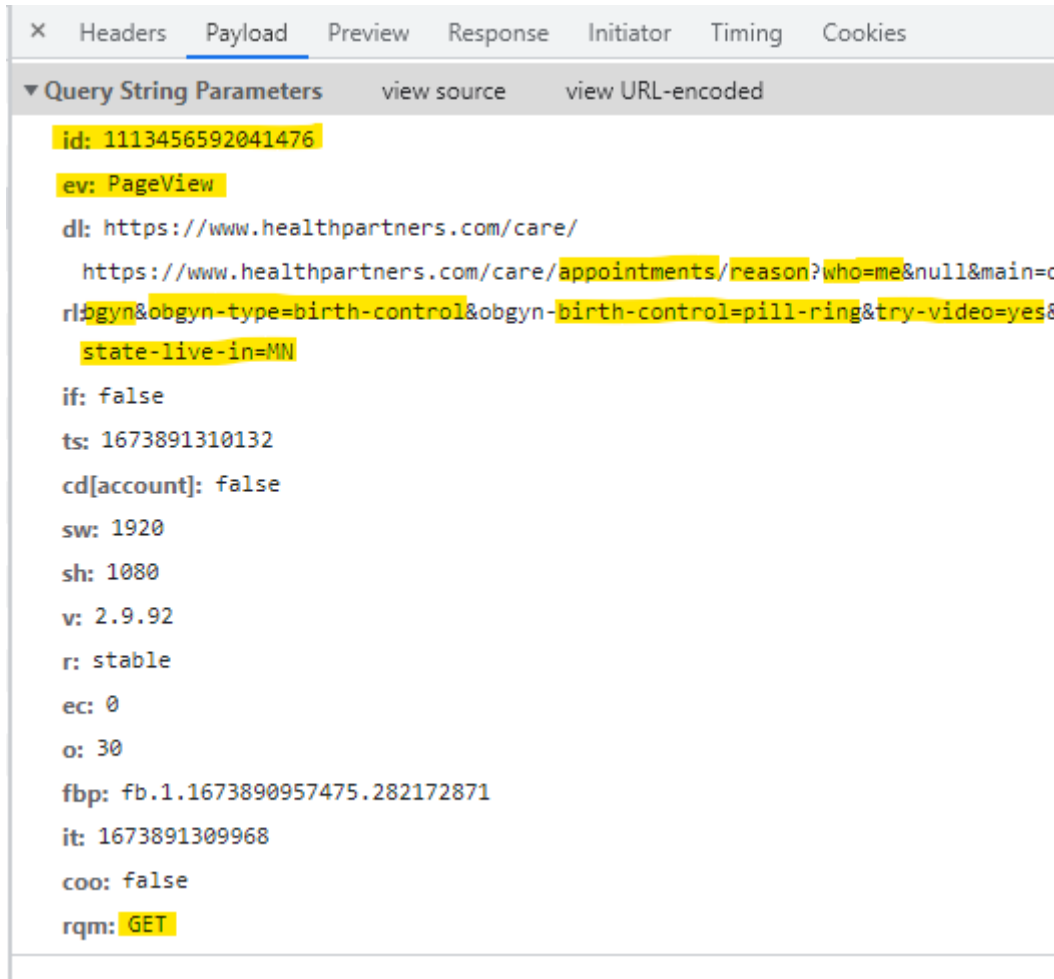 × Headers Payload Preview Response Initiator Timing Cookies
▼ Query String Parameters view source view URL-encoded
id: 1113456592041476
ev: PageView
dl: https://www.healthpartners.com/care/
https://www.healthpartners.com/care/appointments/reason?who=me&null&main=o
rl: bgyn&obgyn-type=birth-control&obgyn-birth-control=pill-ring&try-video=yes&
state-live-in=MN
if: false
ts: 1673891310132
cd[account]: false
sw: 1920
sh: 1080
v: 2.9.92
r: stable
ec: 0
o: 30
fbp: fb.1.1673890957475.282172871
it: 1673891309968
coo: false
rqm: GET